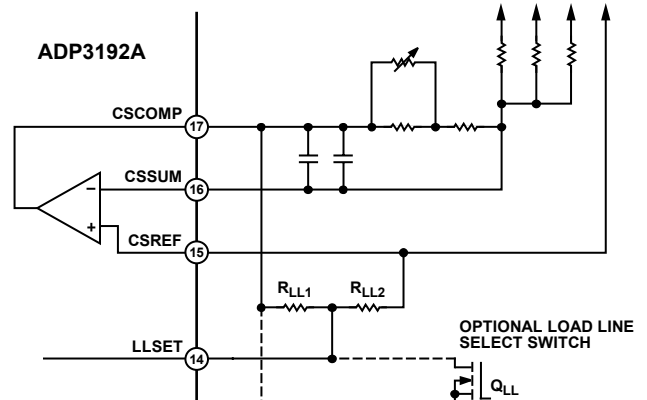 ADP3192A
CSCOMP
17
CSSUM
16
CSREF
15
RLL1
RLL2
OPTIONAL LOAD LINE
SELECT SWITCH
LLSET
14
QLL